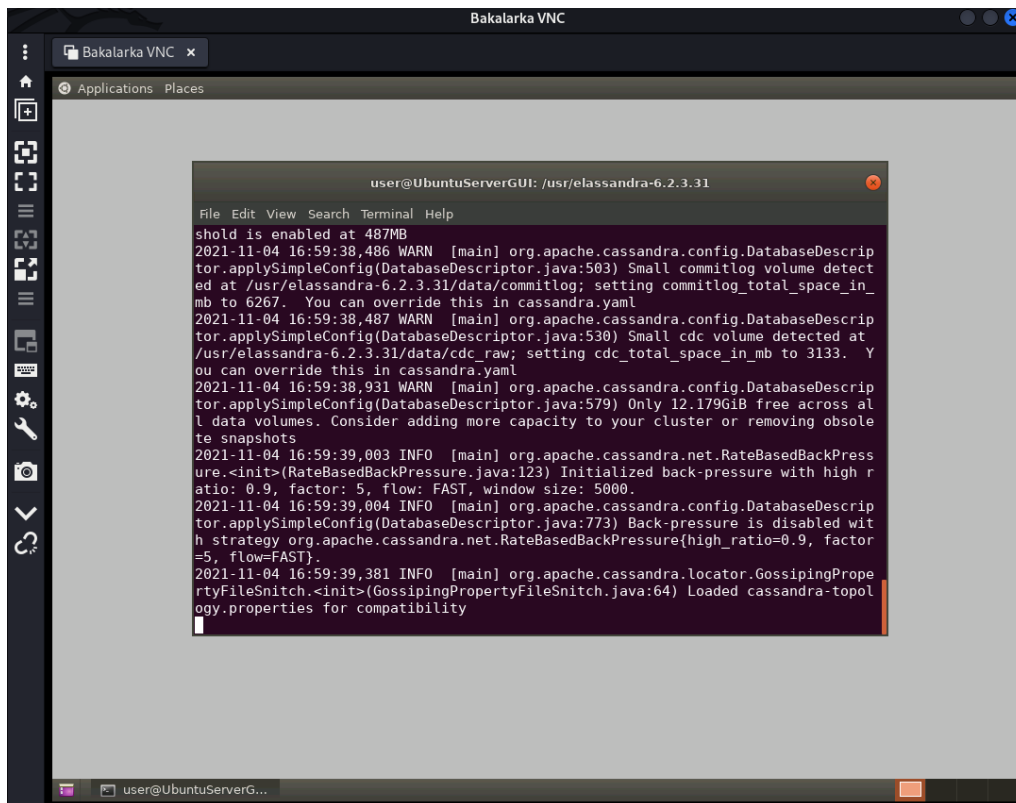 Bakalarka VNC
Bakalarka VNC
Applications Places
user@UbuntuServerGUI: /usr/elassandra-6.2.3.31
File Edit View Search Terminal Help
shold is enabled at 487MB
2021-11-04 16:59:38,486 WARN  [main] org.apache.cassandra.config.DatabaseDescrip
tor.applySimpleConfig(DatabaseDescriptor.java:503) Small commitlog volume detect
ed at /usr/elassandra-6.2.3.31/data/commitlog; setting commitlog_total_space_in_
mb to 6267.  You can override this in cassandra.yaml
2021-11-04 16:59:38,487 WARN  [main] org.apache.cassandra.config.DatabaseDescrip
tor.applySimpleConfig(DatabaseDescriptor.java:530) Small cdc volume detected at
/usr/elassandra-6.2.3.31/data/cdc_raw; setting cdc_total_space_in_mb to 3133.  Y
ou can override this in cassandra.yaml
2021-11-04 16:59:38,931 WARN  [main] org.apache.cassandra.config.DatabaseDescrip
tor.applySimpleConfig(DatabaseDescriptor.java:579) Only 12.179GiB free across al
l data volumes. Consider adding more capacity to your cluster or removing obsole
te snapshots
2021-11-04 16:59:39,003 INFO  [main] org.apache.cassandra.net.RateBasedBackPress
ure.<init>(RateBasedBackPressure.java:123) Initialized back-pressure with high r
atio: 0.9, factor: 5, flow: FAST, window size: 5000.
2021-11-04 16:59:39,004 INFO  [main] org.apache.cassandra.config.DatabaseDescrip
tor.applySimpleConfig(DatabaseDescriptor.java:773) Back-pressure is disabled wit
h strategy org.apache.cassandra.net.RateBasedBackPressure{high_ratio=0.9, factor
=5, flow=FAST}.
2021-11-04 16:59:39,381 INFO  [main] org.apache.cassandra.locator.GossipingPrope
rtyFileSnitch.<init>(GossipingPropertyFileSnitch.java:64) Loaded cassandra-topol
ogy.properties for compatibility
user@UbuntuServerG...